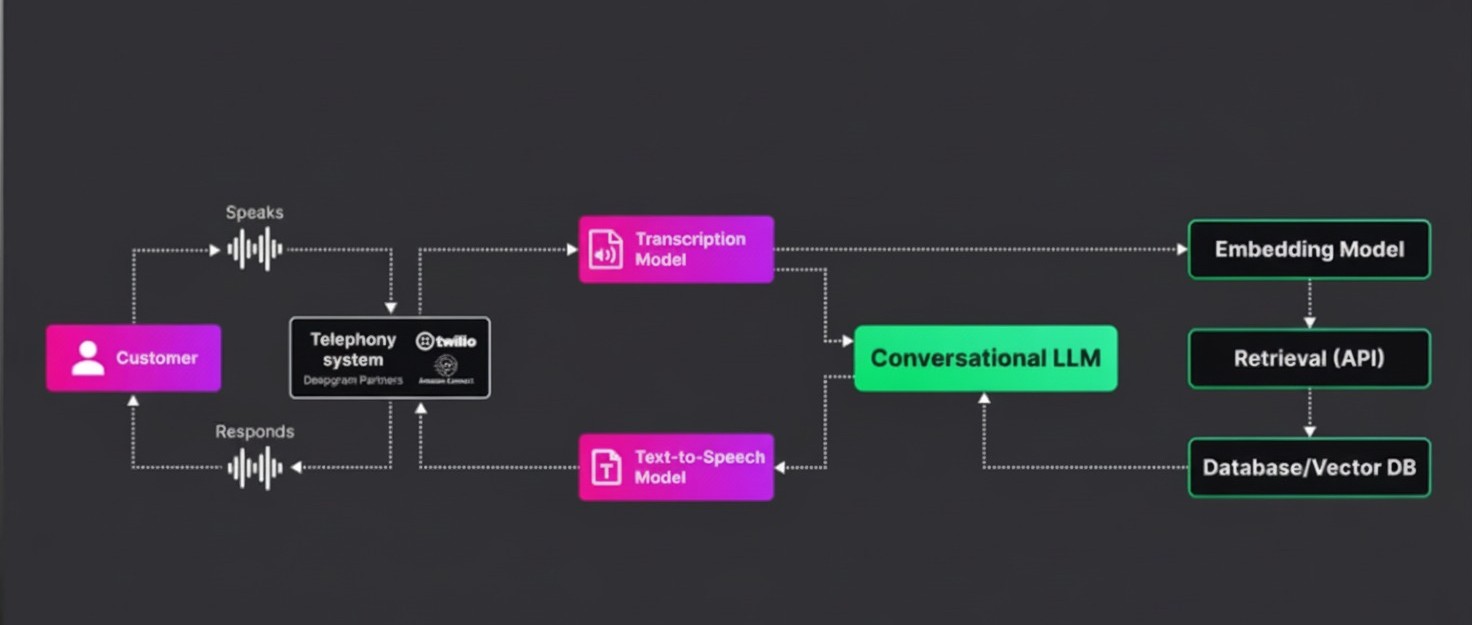 Speaks
Customer
Telephony
system
Deepgram Partners
twilio
Amazon Connect
Responds
Transcription
Model
Text-to-Speech
Model
Conversational LLM
Embedding Model
Retrieval (API)
Database/Vector DB